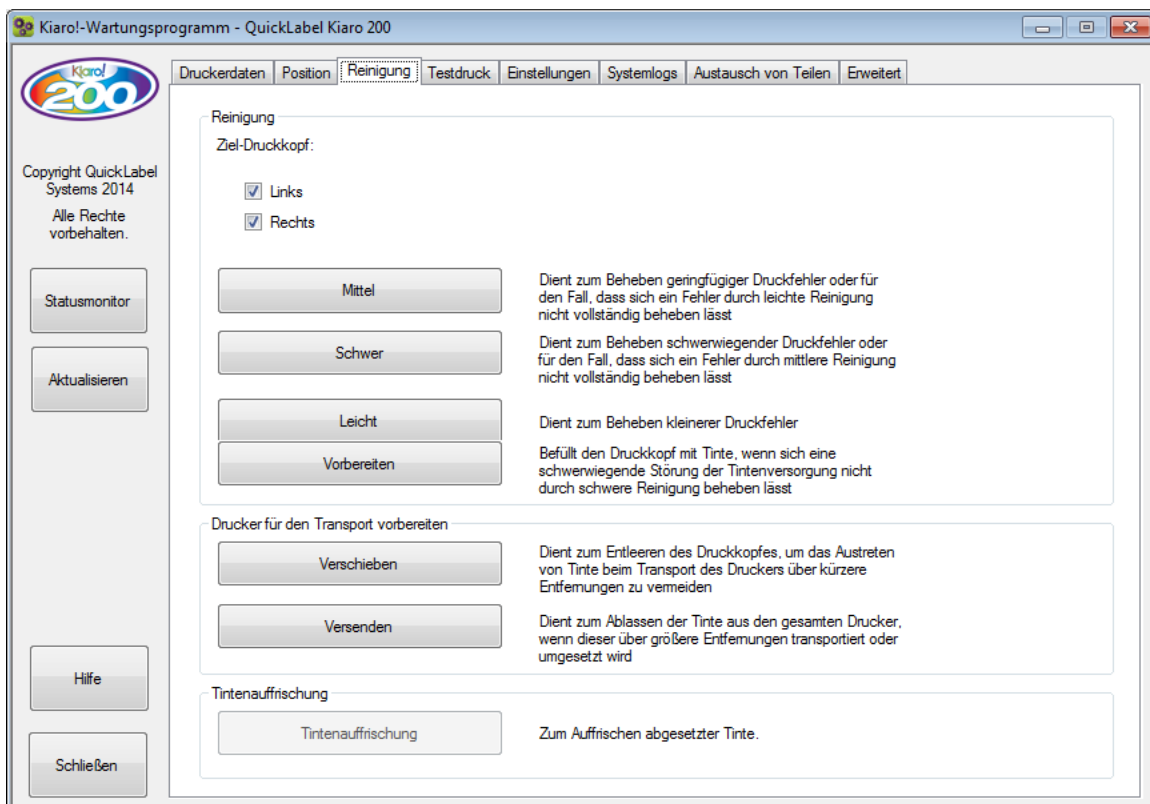 Kiaro!-Wartungsprogramm - QuickLabel Kiaro 200
Kiaro!
200
Copyright QuickLabel
Systems 2014
Alle Rechte
vorbehalten.
Statusmonitor
Aktualisieren
Hilfe
Schließen
Druckerdaten
Position
Reinigung
Testdruck
Einstellungen
Systemlogs
Austausch von Teilen
Erweitert
Reinigung
Ziel-Druckkopf:
Links
Rechts
Mittel
Dient zum Beheben geringfügiger Druckfehler oder für
den Fall, dass sich ein Fehler durch leichte Reinigung
nicht vollständig beheben lässt
Schwer
Dient zum Beheben schwerwiegender Druckfehler oder
für den Fall, dass sich ein Fehler durch mittlere Reinigung
nicht vollständig beheben lässt
Leicht
Dient zum Beheben kleinerer Druckfehler
Vorbereiten
Befüllt den Druckkopf mit Tinte, wenn sich eine
schwerwiegende Störung der Tintenversorgung nicht
durch schwere Reinigung beheben lässt
Drucker für den Transport vorbereiten
Verschieben
Dient zum Entleeren des Druckkopfes, um das Austreten
von Tinte beim Transport des Druckers über kürzere
Entfernungen zu vermeiden
Versenden
Dient zum Ablassen der Tinte aus den gesamten Drucker,
wenn dieser über größere Entfernungen transportiert oder
umgesetzt wird
Tintenauffrischung
Tintenauffrischung
Zum Auffrischen abgesetzter Tinte.